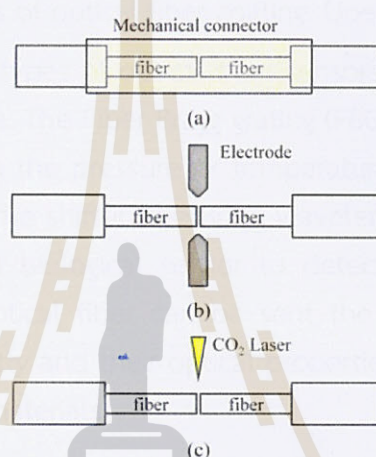 Mechanical connector
fiber fiber
(a)
Electrode
fiber fiber
(b)
CO₂ Laser
fiber fiber
(c)